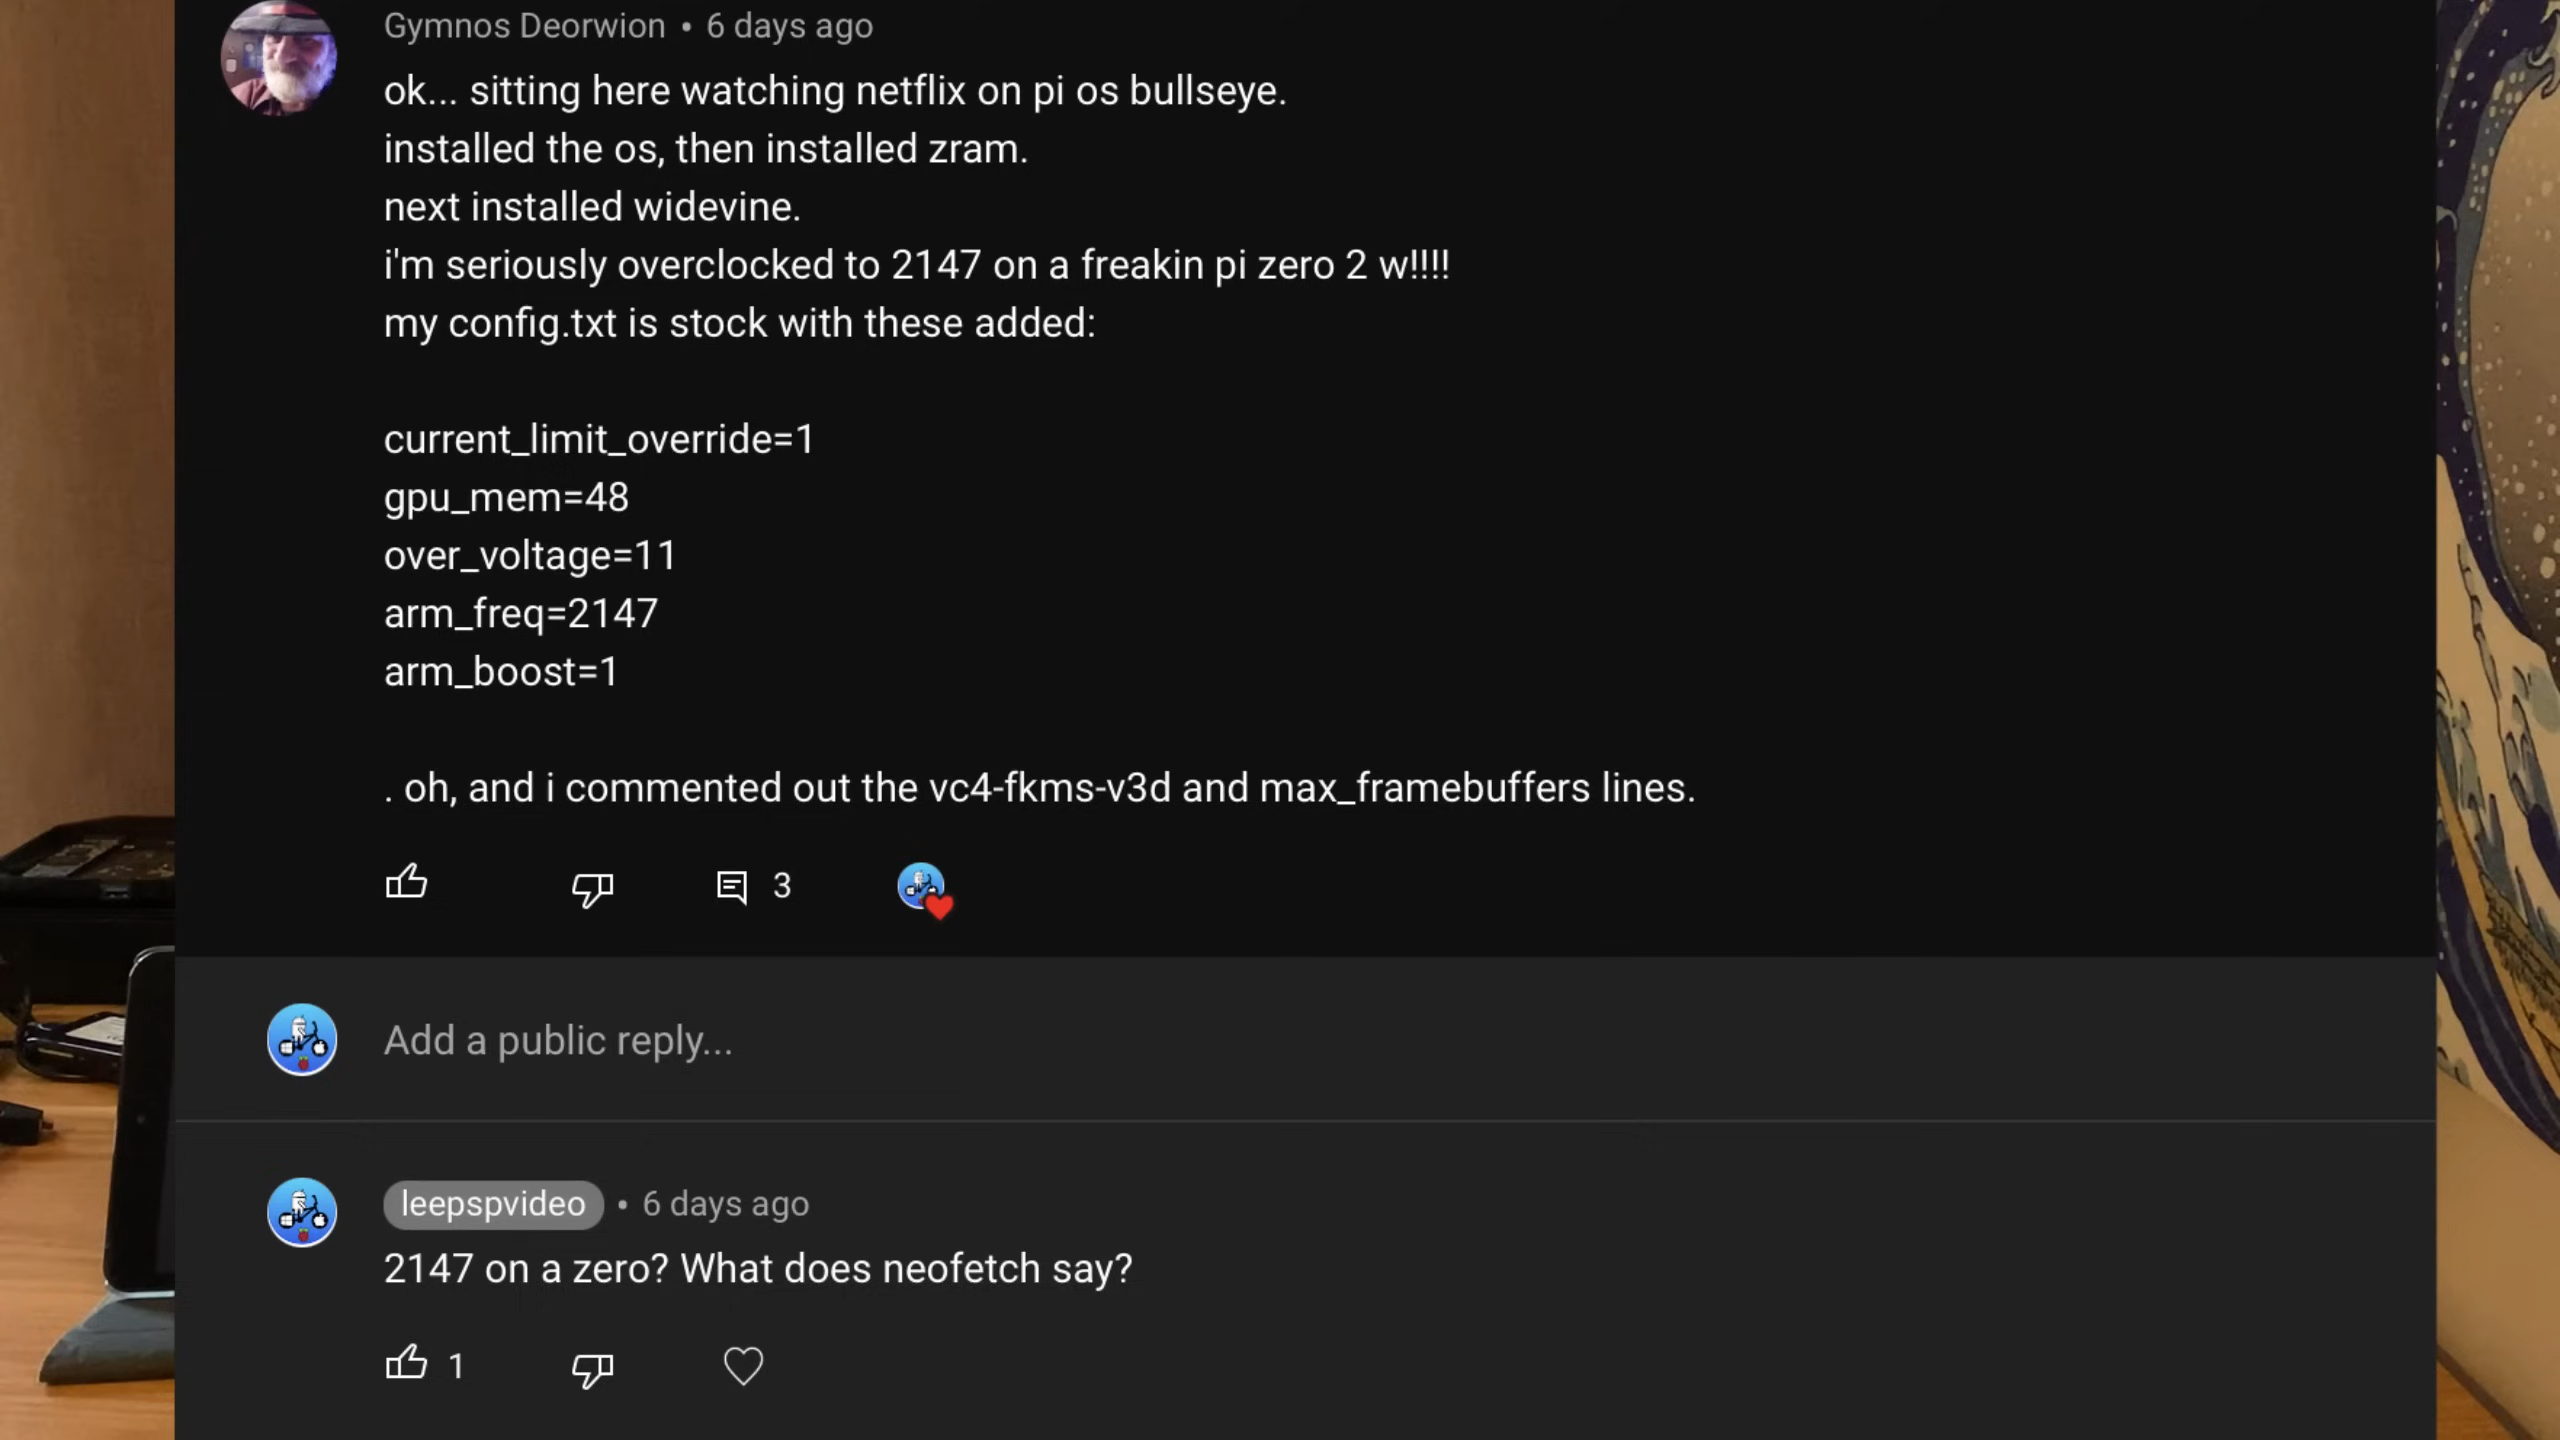 Gymnos Deorwion • 6 days ago
ok... sitting here watching netflix on pi os bullseye.
installed the os, then installed zram.
next installed widevine.
i'm seriously overclocked to 2147 on a freakin pi zero 2 w!!!!
my config.txt is stock with these added:
current_limit_override=1
gpu_mem=48
over_voltage=11
arm_freq=2147
arm_boost=1
. oh, and i commented out the vc4-fkms-v3d and max_framebuffers lines.
3
Add a public reply...
leepspvideo • 6 days ago
2147 on a zero? What does neofetch say?
1